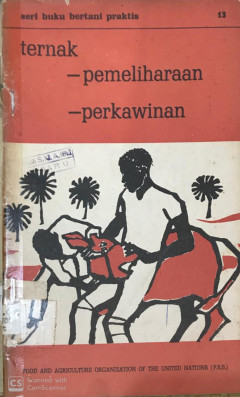 seri buku bertani praktis 13
ternak
—pemeliharaan
—perkawinan
FOOD AND AGRICULTURE ORGANIZATION OF THE UNITED NATIONS (F.A.O.)
CS Scanned with
CamScanner